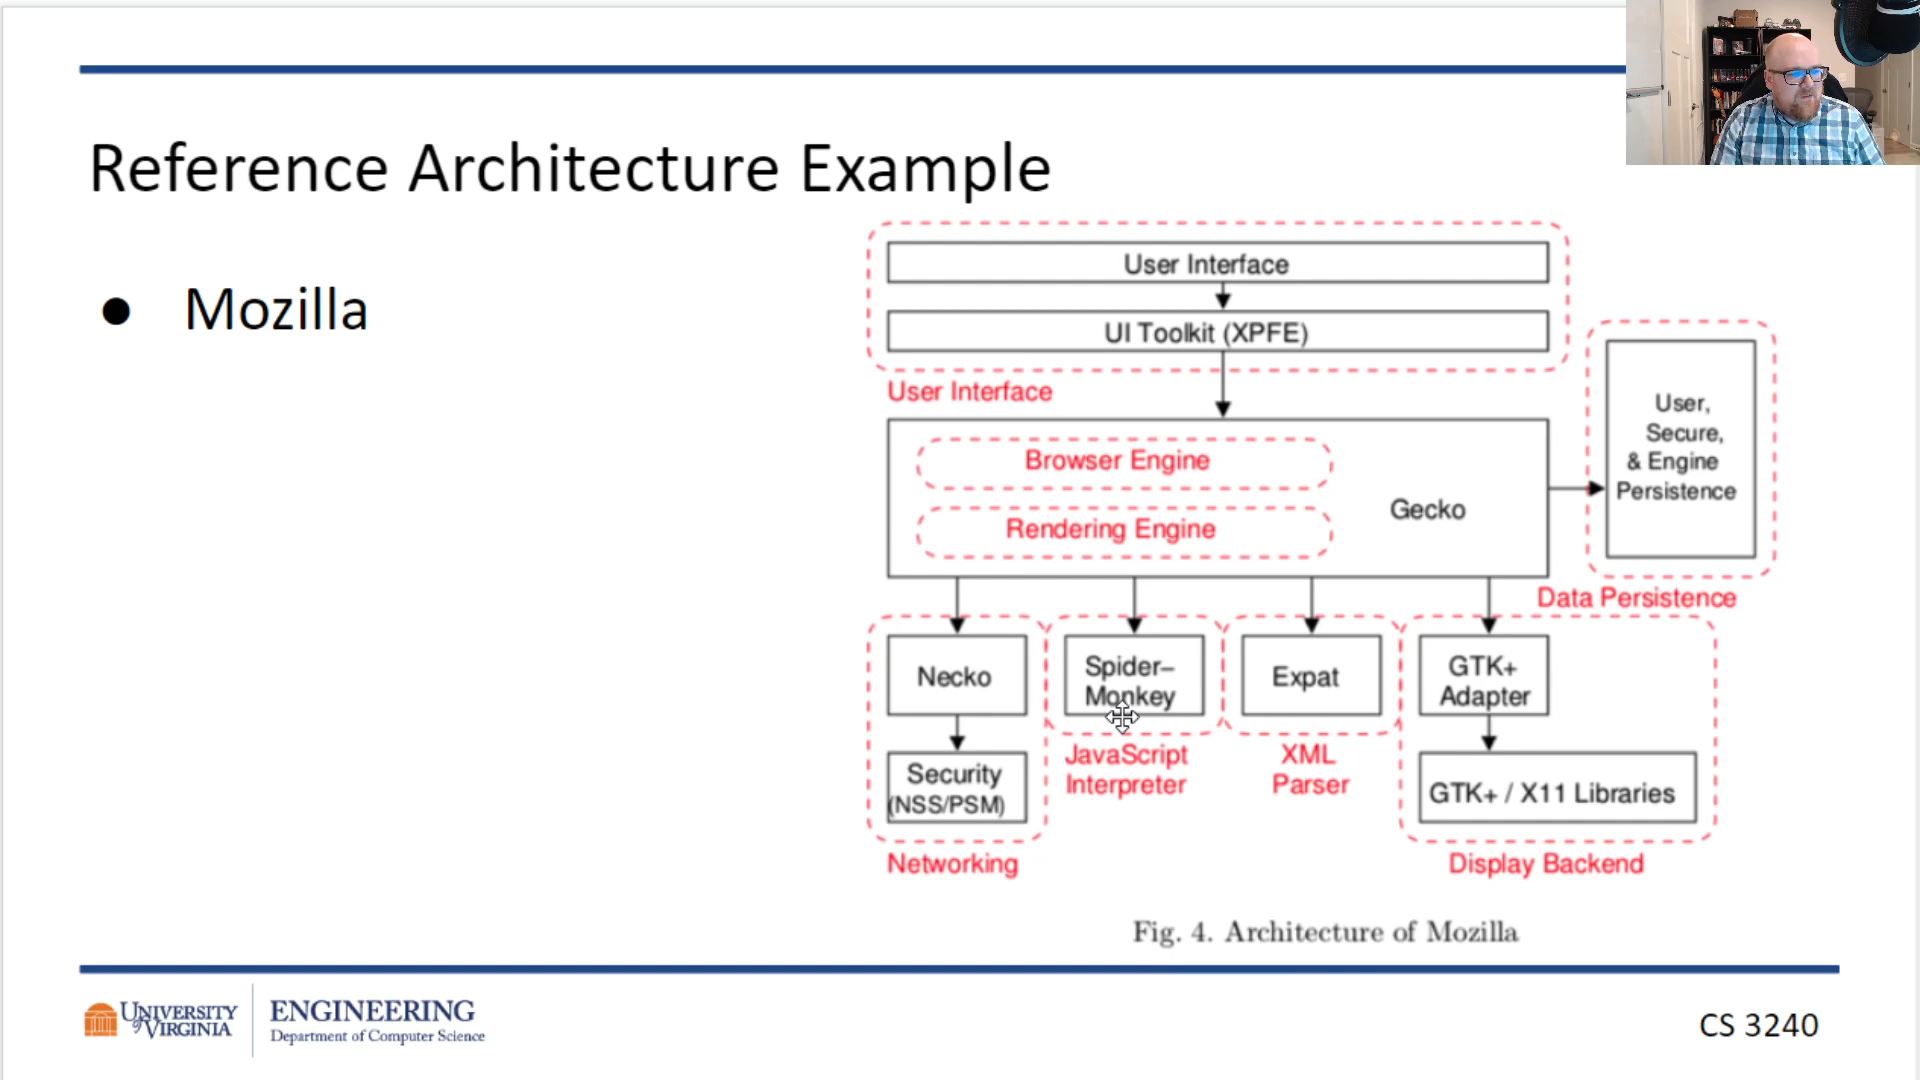 Reference Architecture Example
● Mozilla
User Interface
UI Toolkit (XPFE)
User Interface
Browser Engine
Rendering Engine
Gecko
User,
Secure,
& Engine
Persistence
Data Persistence
Necko
Spider–
Monkey
Expat
GTK+
Adapter
Security
(NSS/PSM)
JavaScript
Interpreter
XML
Parser
GTK+ / X11 Libraries
Networking
Display Backend
Fig. 4. Architecture of Mozilla
UNIVERSITY
of VIRGINIA
ENGINEERING
Department of Computer Science
CS 3240